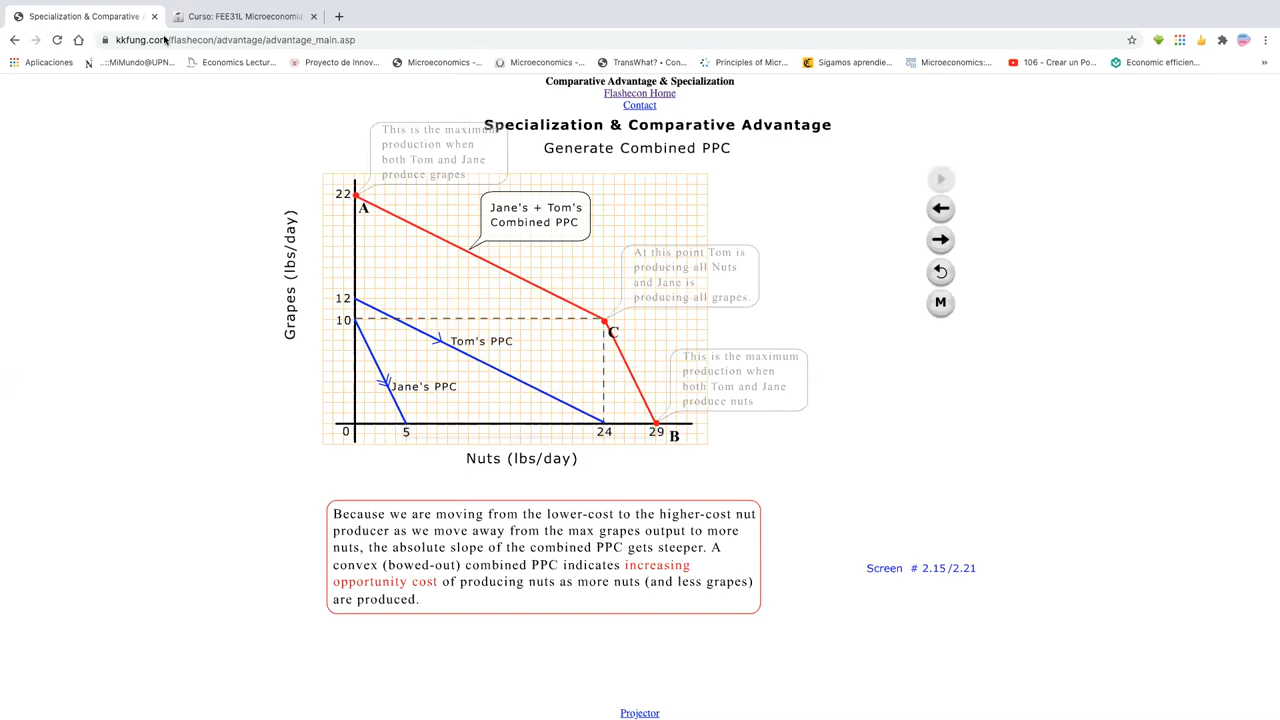 Specialization & Comparative A
Curso: FEE31L Microeconomia
kkfung.com/flashecon/advantage/advantage_main.asp
Aplicaciones
..:MiMundo@UPN...
Economics Lectur...
Proyecto de Innov...
Microeconomics -...
Microeconomics -...
TransWhat? - Con...
Principles of Micr...
Sigamos aprendie...
Microeconomics:...
106 - Crear un Po...
Economic efficien...
»
Comparative Advantage & Specialization
Flashecon Home
Contact
Specialization & Comparative Advantage
Generate Combined PPC
This is the maximum
production when
both Tom and Jane
produce grapes
22
A
Jane's + Tom's
Combined PPC
At this point Tom is
producing all Nuts
and Jane is
producing all grapes.
Grapes (lbs/day)
12
10
C
Tom's PPC
Jane's PPC
This is the maximum
production when
both Tom and Jane
produce nuts
0
5
24
29
B
Nuts (lbs/day)
M
Because we are moving from the lower-cost to the higher-cost nut
producer as we move away from the max grapes output to more
nuts, the absolute slope of the combined PPC gets steeper. A
convex (bowed-out) combined PPC indicates increasing
opportunity cost of producing nuts as more nuts (and less grapes)
are produced.
Screen # 2.15/2.21
Projector